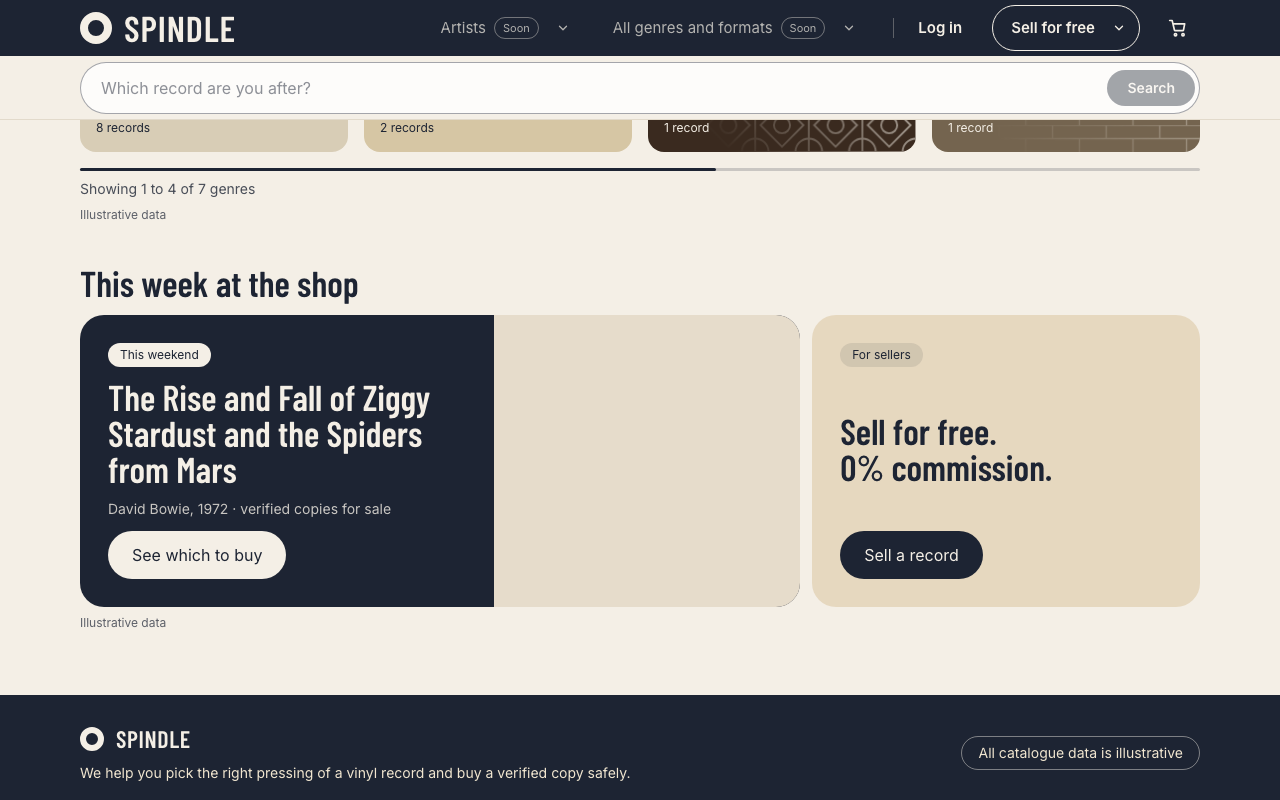 SPINDLE
Artists Soon
All genres and formats Soon
Log in
Sell for free
Which record are you after?
Search
8 records
2 records
1 record
1 record
Showing 1 to 4 of 7 genres
Illustrative data
This week at the shop
This weekend
The Rise and Fall of Ziggy
Stardust and the Spiders
from Mars
David Bowie, 1972 · verified copies for sale
See which to buy
For sellers
Sell for free.
0% commission.
Sell a record
Illustrative data
SPINDLE
We help you pick the right pressing of a vinyl record and buy a verified copy safely.
All catalogue data is illustrative